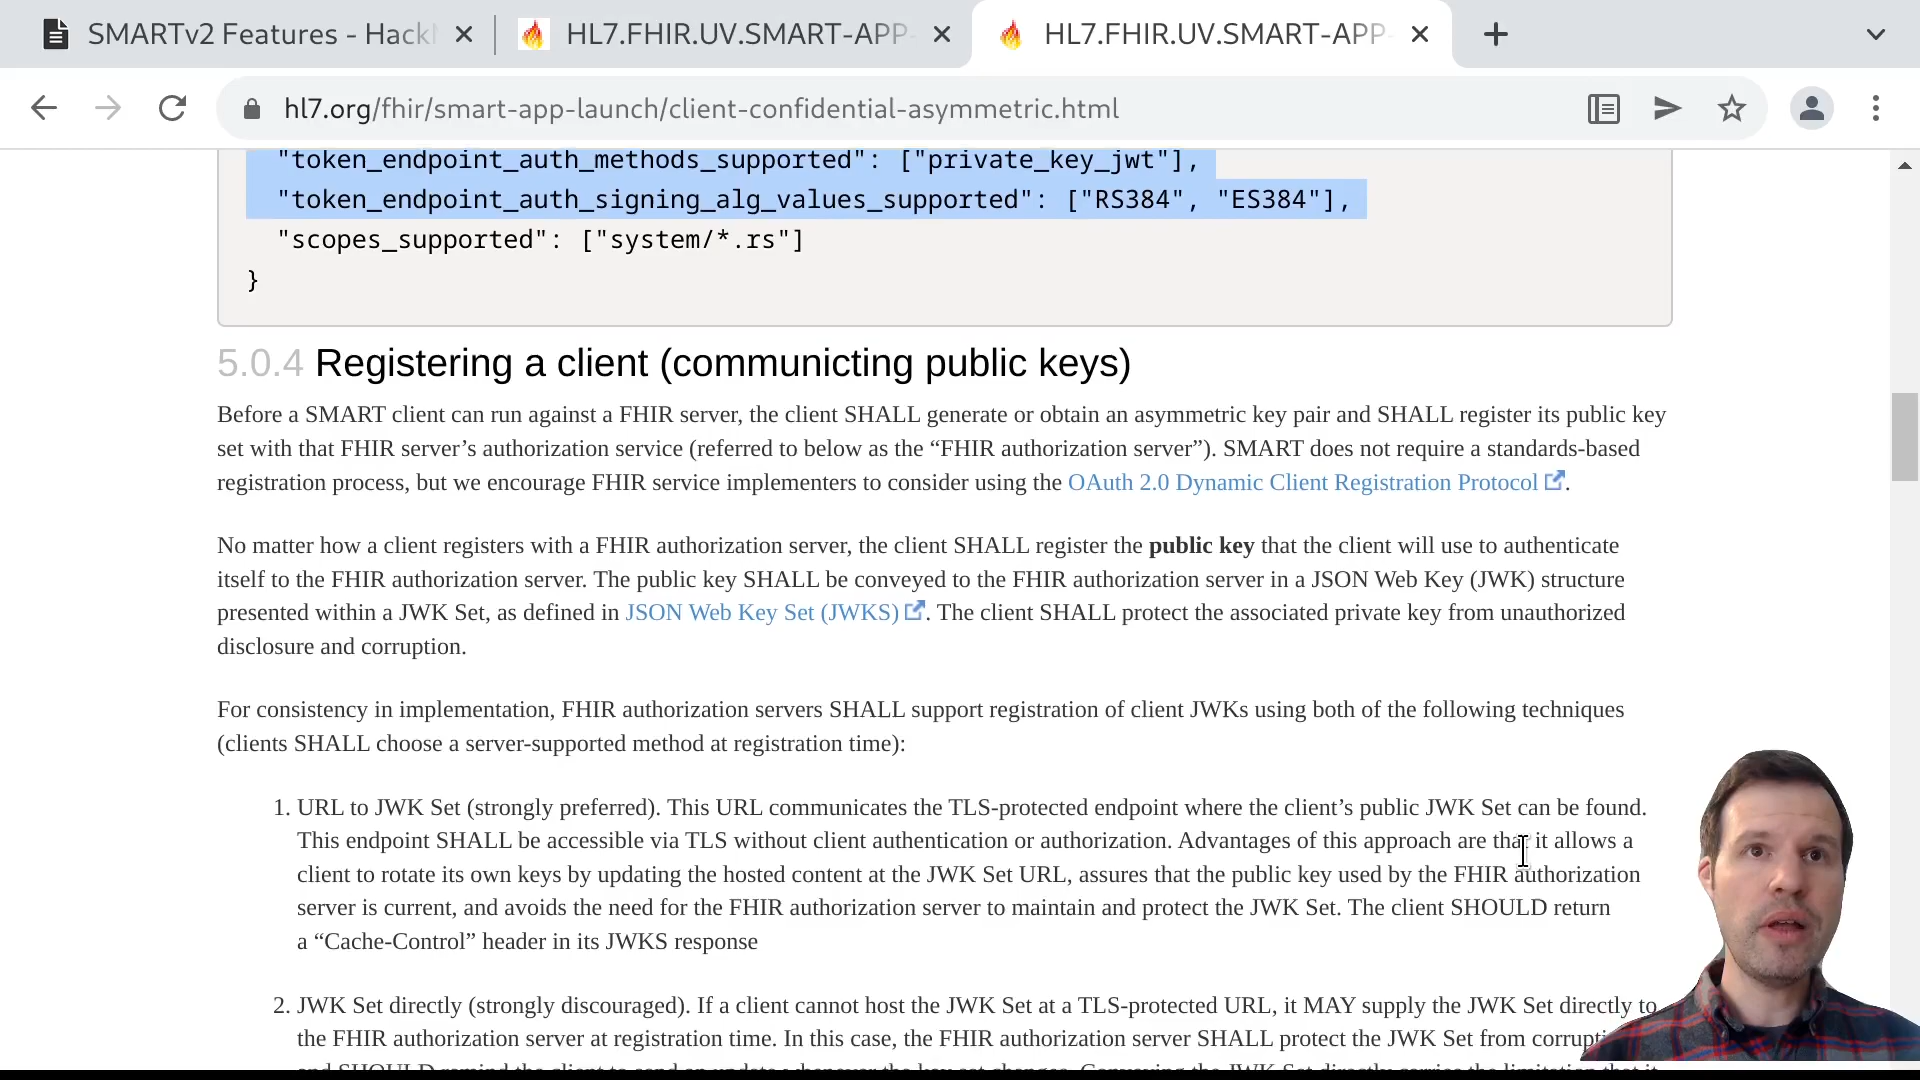 SMARTv2 Features - Hack
HL7.FHIR.UV.SMART-APP-
HL7.FHIR.UV.SMART-APP-
hl7.org/fhir/smart-app-launch/client-confidential-asymmetric.html
"token_endpoint_auth_methods_supported": ["private_key_jwt"],
"token_endpoint_auth_signing_alg_values_supported": ["RS384", "ES384"],
"scopes_supported": ["system/*.rs"]
}
5.0.4 Registering a client (communicting public keys)
Before a SMART client can run against a FHIR server, the client SHALL generate or obtain an asymmetric key pair and SHALL register its public key
set with that FHIR server’s authorization service (referred to below as the “FHIR authorization server”). SMART does not require a standards-based
registration process, but we encourage FHIR service implementers to consider using the OAuth 2.0 Dynamic Client Registration Protocol.
No matter how a client registers with a FHIR authorization server, the client SHALL register the public key that the client will use to authenticate
itself to the FHIR authorization server. The public key SHALL be conveyed to the FHIR authorization server in a JSON Web Key (JWK) structure
presented within a JWK Set, as defined in JSON Web Key Set (JWKS). The client SHALL protect the associated private key from unauthorized
disclosure and corruption.
For consistency in implementation, FHIR authorization servers SHALL support registration of client JWKs using both of the following techniques
(clients SHALL choose a server-supported method at registration time):
1. URL to JWK Set (strongly preferred). This URL communicates the TLS-protected endpoint where the client’s public JWK Set can be found.
This endpoint SHALL be accessible via TLS without client authentication or authorization. Advantages of this approach are that it allows a
client to rotate its own keys by updating the hosted content at the JWK Set URL, assures that the public key used by the FHIR authorization
server is current, and avoids the need for the FHIR authorization server to maintain and protect the JWK Set. The client SHOULD return
a “Cache-Control” header in its JWKS response
2. JWK Set directly (strongly discouraged). If a client cannot host the JWK Set at a TLS-protected URL, it MAY supply the JWK Set directly to
the FHIR authorization server at registration time. In this case, the FHIR authorization server SHALL protect the JWK Set from